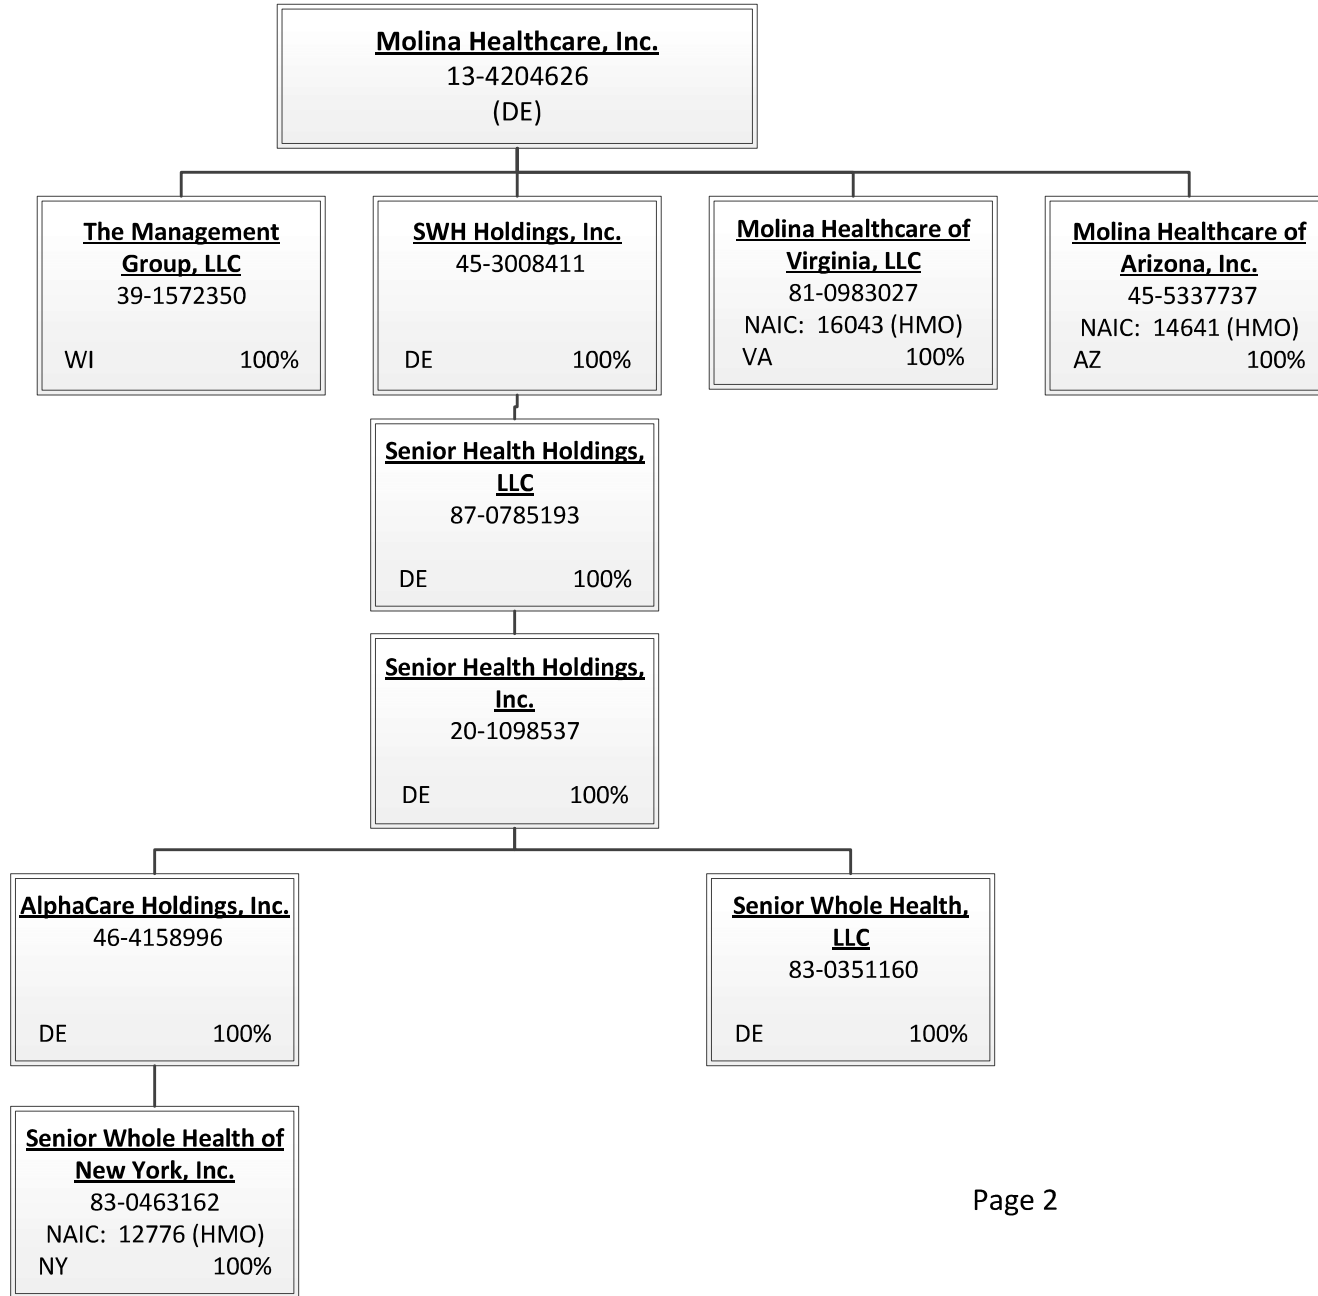 Molina Healthcare, Inc.
13-4204626
(DE)
The Management
Group, LLC
39-1572350
WI 100%
SWH Holdings, Inc.
45-3008411
DE 100%
Molina Healthcare of
Virginia, LLC
81-0983027
NAIC: 16043 (HMO)
VA 100%
Molina Healthcare of
Arizona, Inc.
45-5337737
NAIC: 14641 (HMO)
AZ 100%
Senior Health Holdings,
LLC
87-0785193
DE 100%
Senior Health Holdings,
Inc.
20-1098537
DE 100%
AlphaCare Holdings, Inc.
46-4158996
DE 100%
Senior Whole Health,
LLC
83-0351160
DE 100%
Senior Whole Health of
New York, Inc.
83-0463162
NAIC: 12776 (HMO)
NY 100%
Page 2